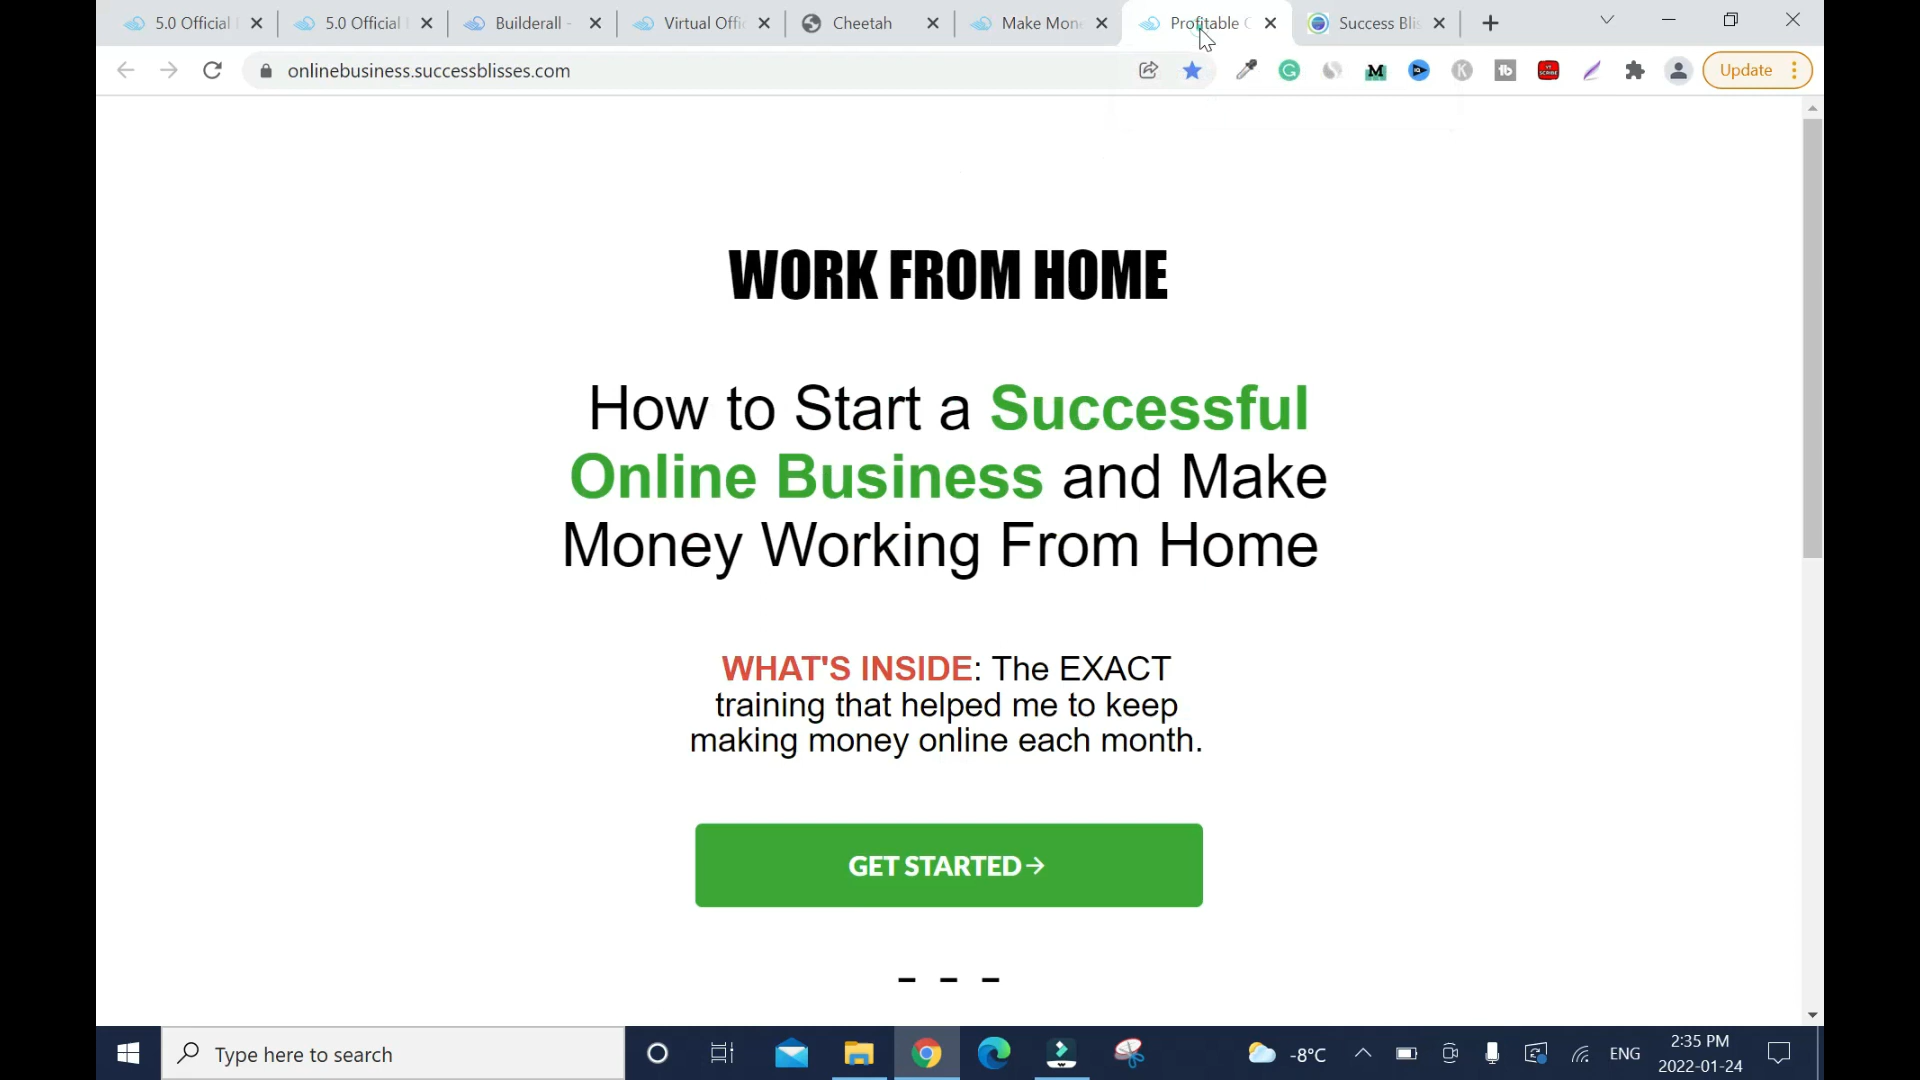 5.0 Official
5.0 Official
Builderall -
Virtual Offic
Cheetah
Make Mon
Profitable
Success Blis
onlinebusiness.successblisses.com
Update
WORK FROM HOME
How to Start a Successful
Online Business and Make
Money Working From Home
WHAT'S INSIDE: The EXACT
training that helped me to keep
making money online each month.
GET STARTED→
– – –
Type here to search
-8°C
ENG
2:35 PM
2022-01-24